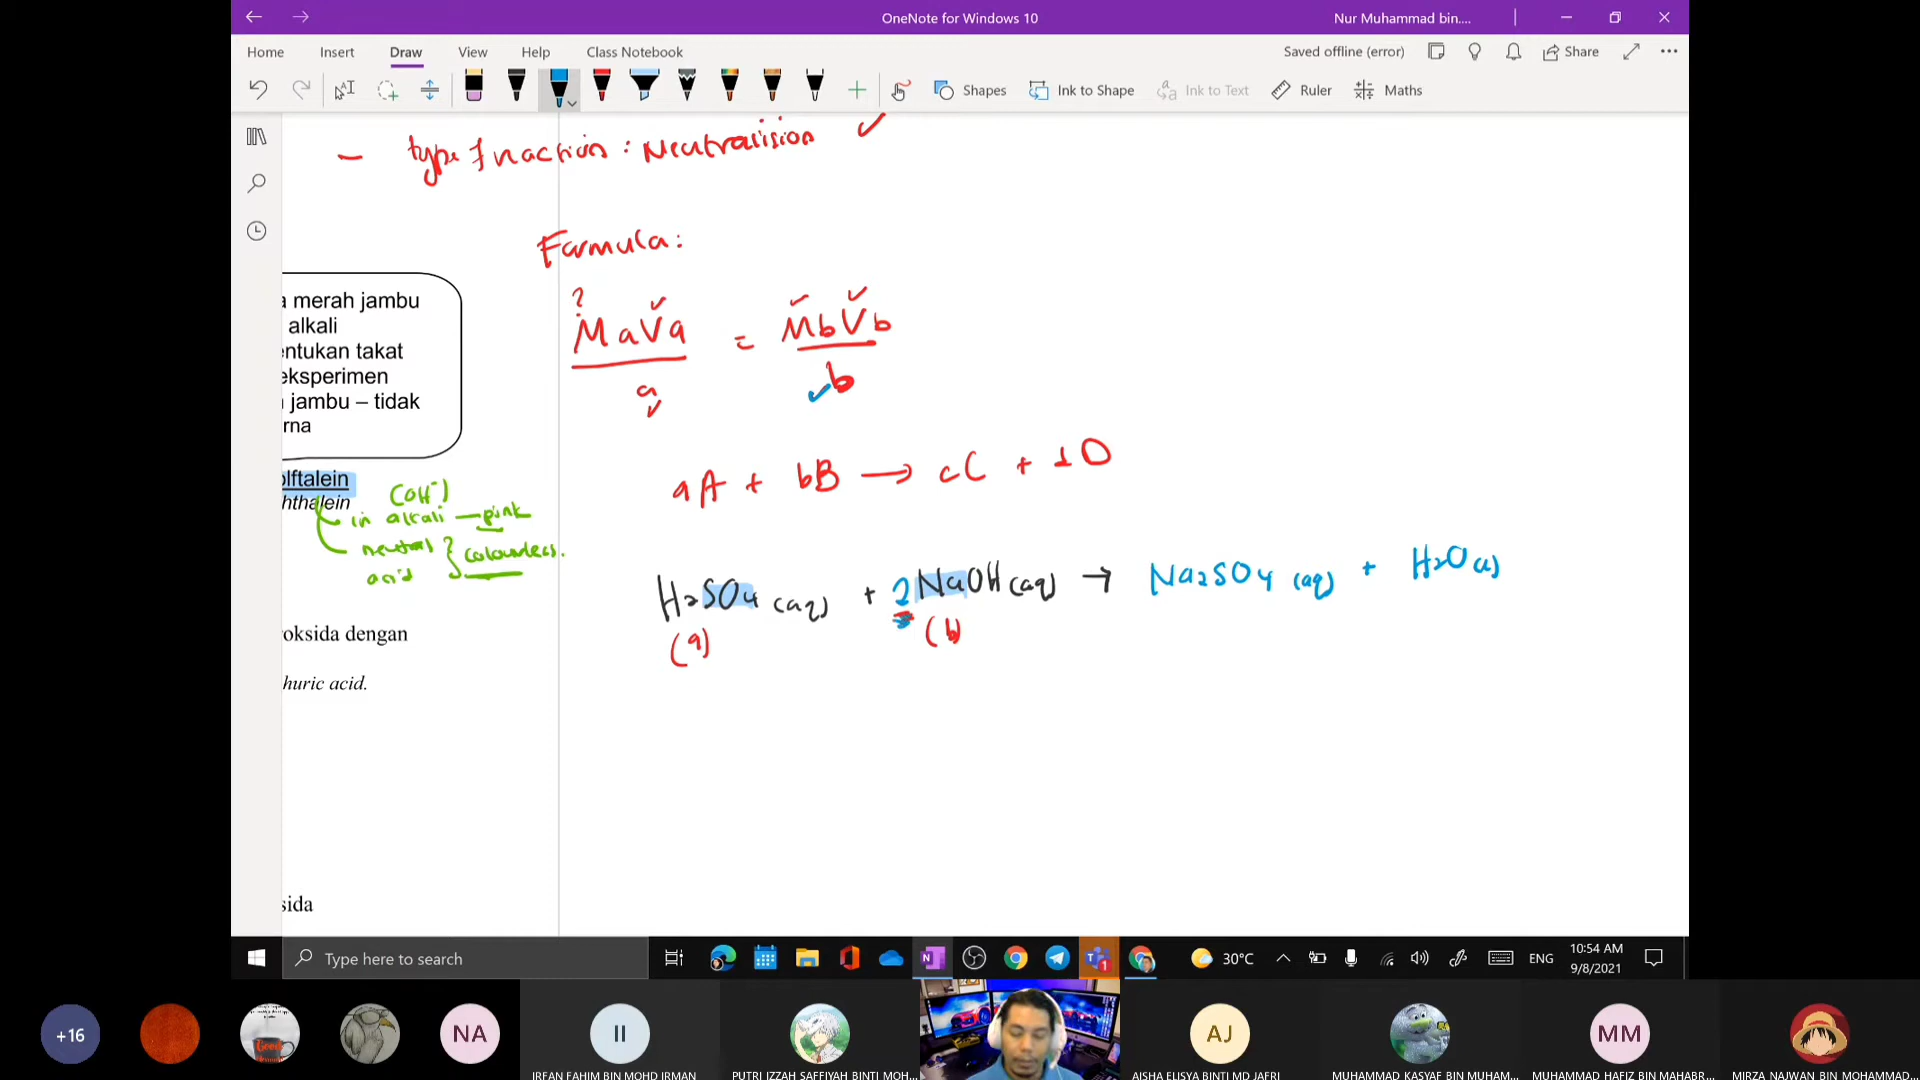 OneNote for Windows 10
Nur Muhammad bin....
Home Insert Draw View Help Class Notebook
Saved offline (error) Share
Shapes Ink to Shape Ink to Text Ruler Maths
- type of reaction : Neutralision ✓
Formula:
? ✓ ✓ ✓
MaVa = MbVb
a ✓b
✓
a merah jambu
alkali
entukan takat
eksperimen
jambu – tidak
rna
olftalein
hthalein
(OH-)
in alkali — pink
neutral } colourless.
acid
aA + bB → cC + dD
H2SO4 (aq) + 2NaOH (aq) → Na2SO4 (aq) + H2O (l)
(a) (b)
oksida dengan
huric acid.
sida
Type here to search
1
30°C
ENG
10:54 AM
9/8/2021
+16
NA
II
AJ
MM
IRFAN FAHIM BIN MOHD IRMAN
PUTRI IZZAH SAFFIYAH BINTI MOH...
AISHA ELISYA BINTI MD JAFRI
MUHAMMAD KASYAF BIN MUHAM...
MUHAMMAD HAFIZ BIN MAHABR...
MIRZA NAJWAN BIN MOHAMMAD...